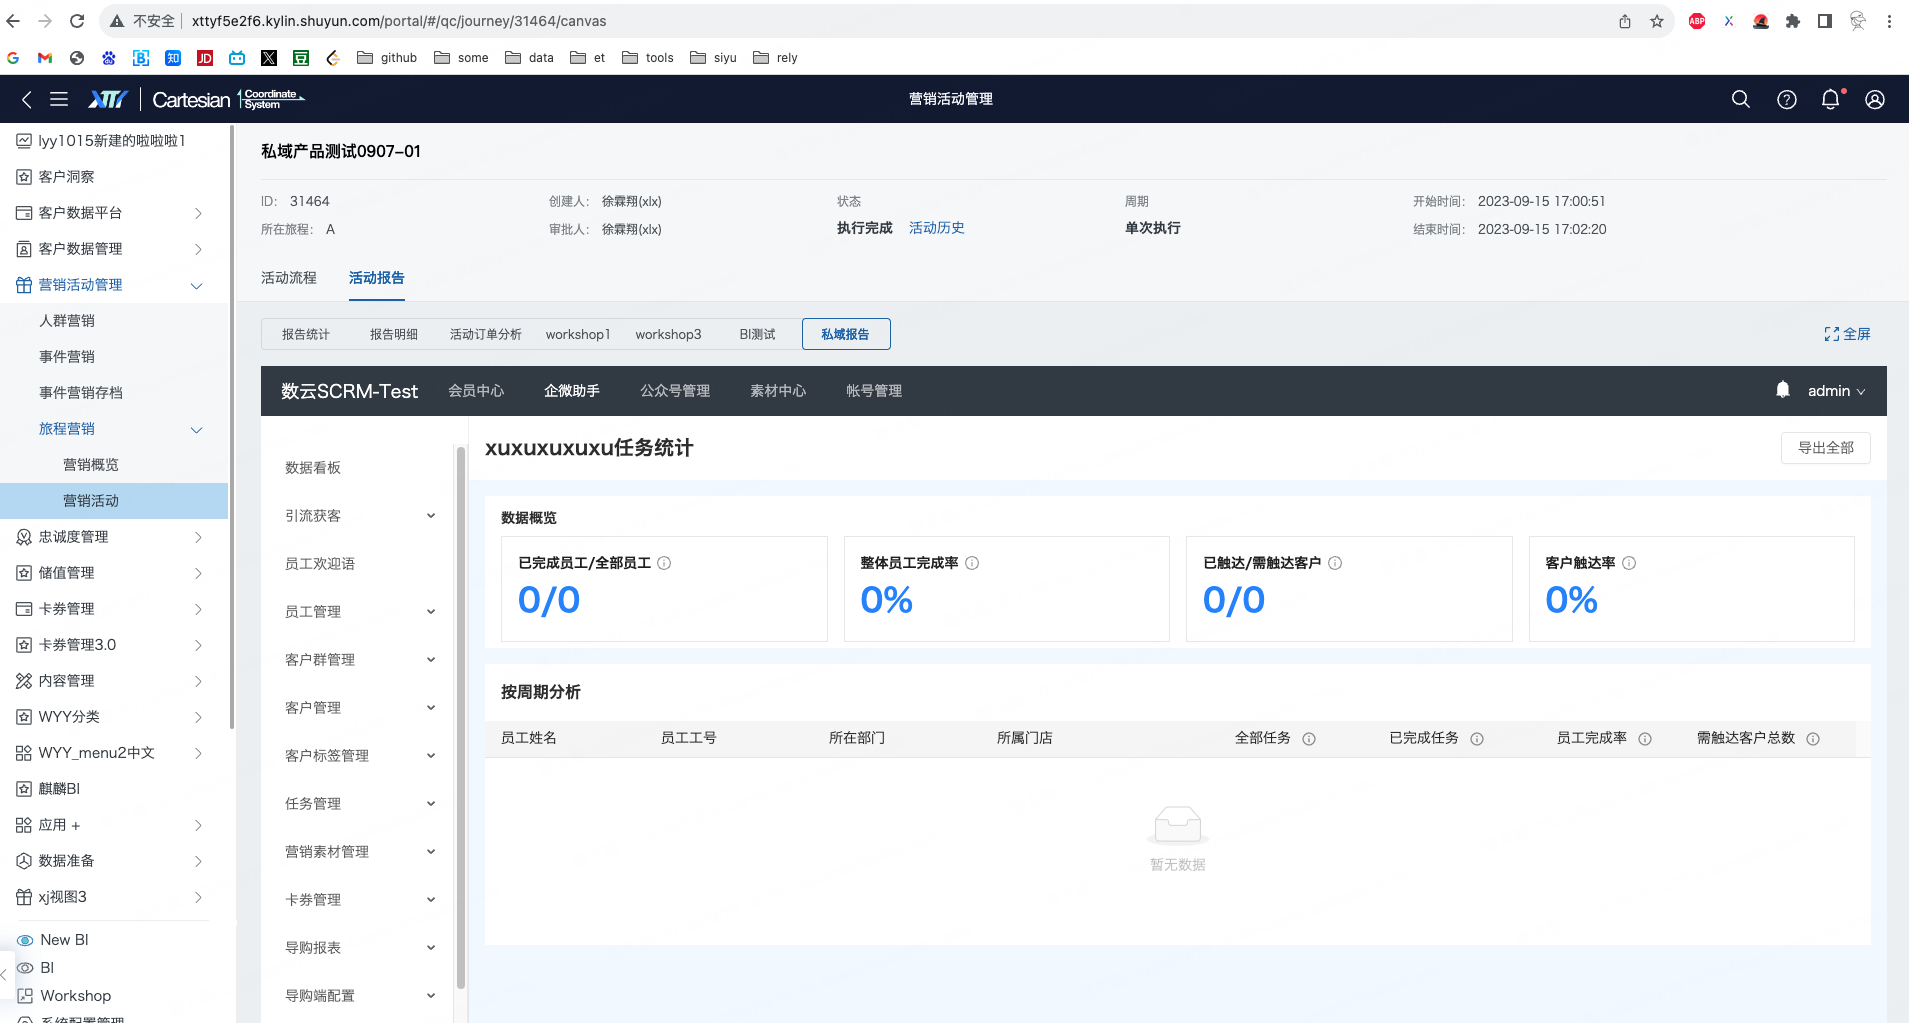 不安全
xttyf5e2f6.kylin.shuyun.com/portal/#/qc/journey/31464/canvas
github some data et tools siyu rely
XTY Cartesian Coordinate System
营销活动管理
lyy1015新建的啦啦啦1
客户洞察
客户数据平台
客户数据管理
营销活动管理
人群营销
事件营销
事件营销存档
旅程营销
营销概览
营销活动
忠诚度管理
储值管理
卡券管理
卡券管理3.0
内容管理
WYY分类
WYY_menu2中文
麒麟BI
应用 +
数据准备
xj视图3
New BI
BI
Workshop
系统配置管理
私域产品测试0907-01
ID: 31464
创建人: 徐霖翔(xlx)
状态
周期
开始时间: 2023-09-15 17:00:51
所在旅程: A
审批人: 徐霖翔(xlx)
执行完成 活动历史
单次执行
结束时间: 2023-09-15 17:02:20
活动流程 活动报告
报告统计 报告明细 活动订单分析 workshop1 workshop3 BI测试 私域报告
全屏
数云SCRM-Test 会员中心 企微助手 公众号管理 素材中心 帐号管理
admin
数据看板
引流获客
员工欢迎语
员工管理
客户群管理
客户管理
客户标签管理
任务管理
营销素材管理
卡券管理
导购报表
导购端配置
xuxuxuxuxu任务统计
导出全部
数据概览
已完成员工/全部员工
0/0
整体员工完成率
0%
已触达/需触达客户
0/0
客户触达率
0%
按周期分析
员工姓名 员工工号 所在部门 所属门店 全部任务 已完成任务 员工完成率 需触达客户总数
暂无数据